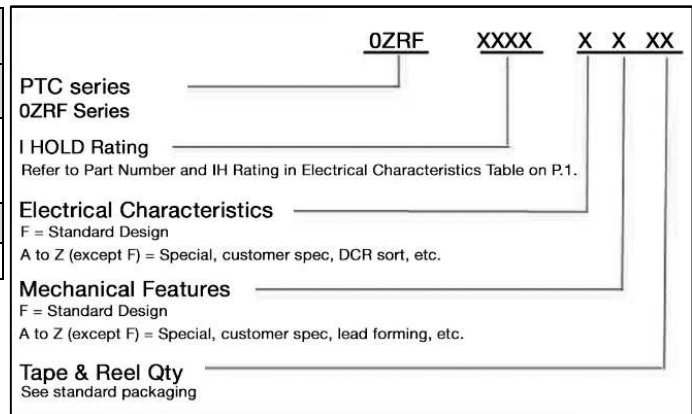 0ZRF XXXX X X XX
PTC series
0ZRF Series
I HOLD Rating
Refer to Part Number and IH Rating in Electrical Characteristics Table on P.1.
Electrical Characteristics
F = Standard Design
A to Z (except F) = Special, customer spec, DCR sort, etc.
Mechanical Features
F = Standard Design
A to Z (except F) = Special, customer spec, lead forming, etc.
Tape & Reel Qty
See standard packaging